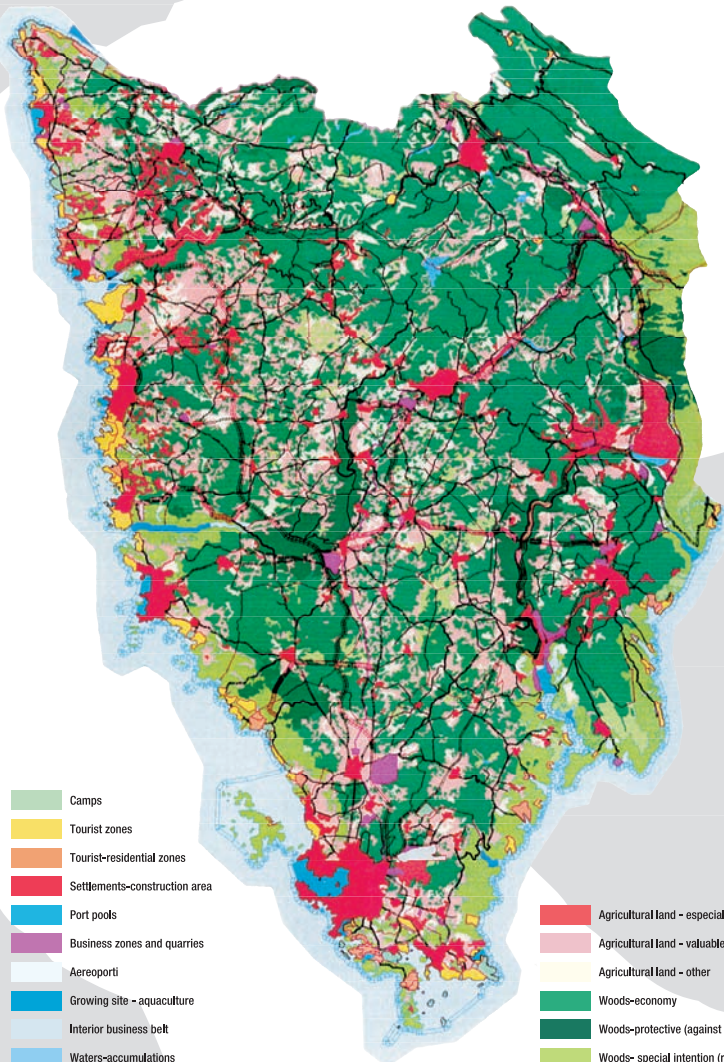 Camps
Tourist zones
Tourist-residential zones
Settlements-construction area
Port pools
Business zones and quarries
Aereoporti
Growing site - aquaculture
Interior business belt
Waters-accumulations
Agricultural land - especial
Agricultural land - valuable
Agricultural land - other
Woods-economy
Woods-protective (against
Woods- special intention (r